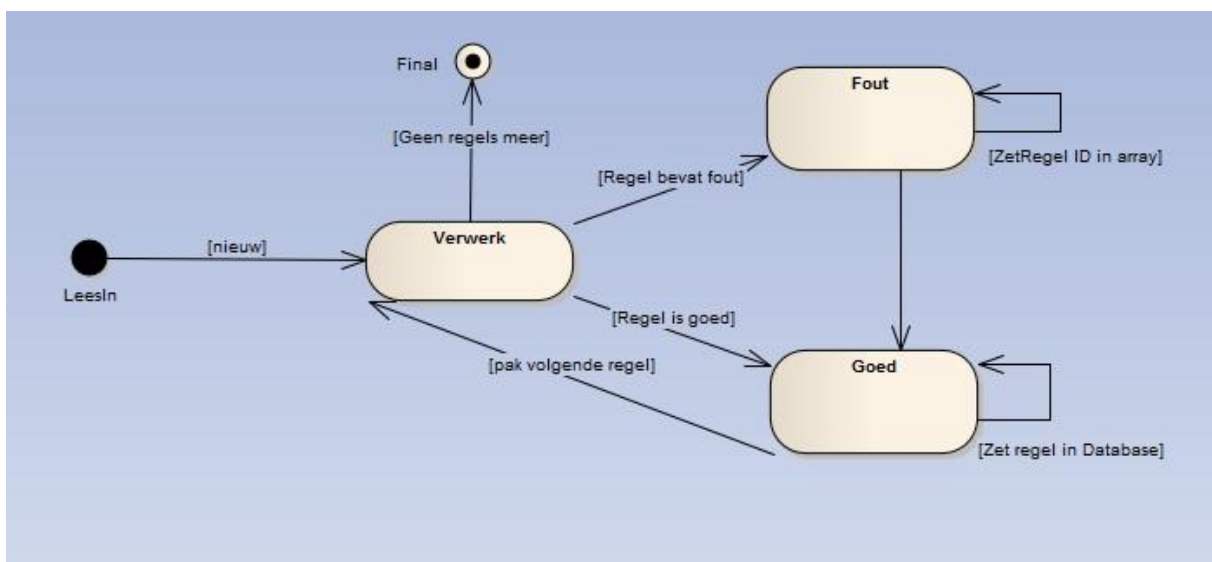 Final
Fout
[Geen regels meer]
[ZetRegel ID in array]
[Regel bevat fout]
Verwerk
[nieuw]
LeesIn
[Regel is goed]
[pak volgende regel]
Goed
[Zet regel in Database]